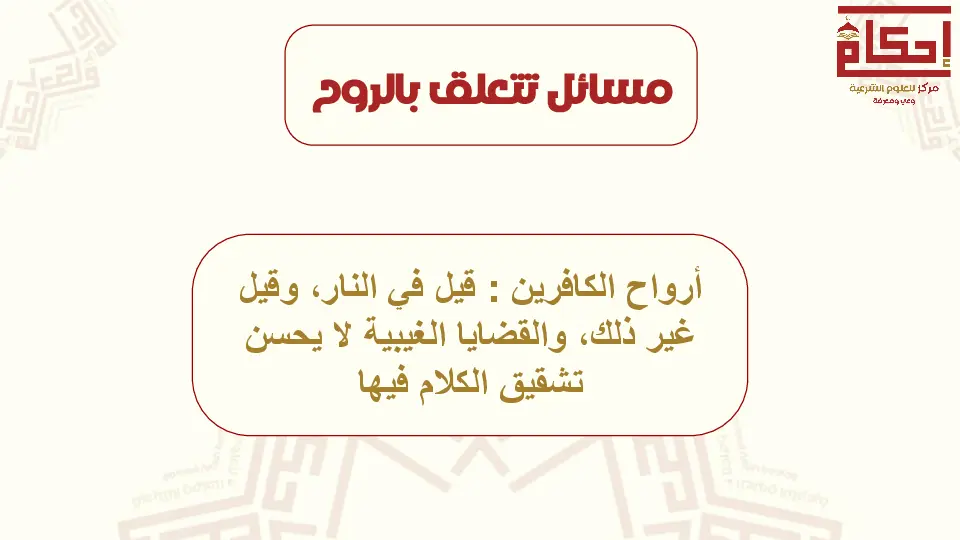 إحكام
مركز للعلوم الشرعية
وعي ومعرفة
مسائل تتعلق بالروح
أرواح الكافرين : قيل في النار، وقيل
غير ذلك، والقضايا الغيبية لا يحسن
تشقيق الكلام فيها